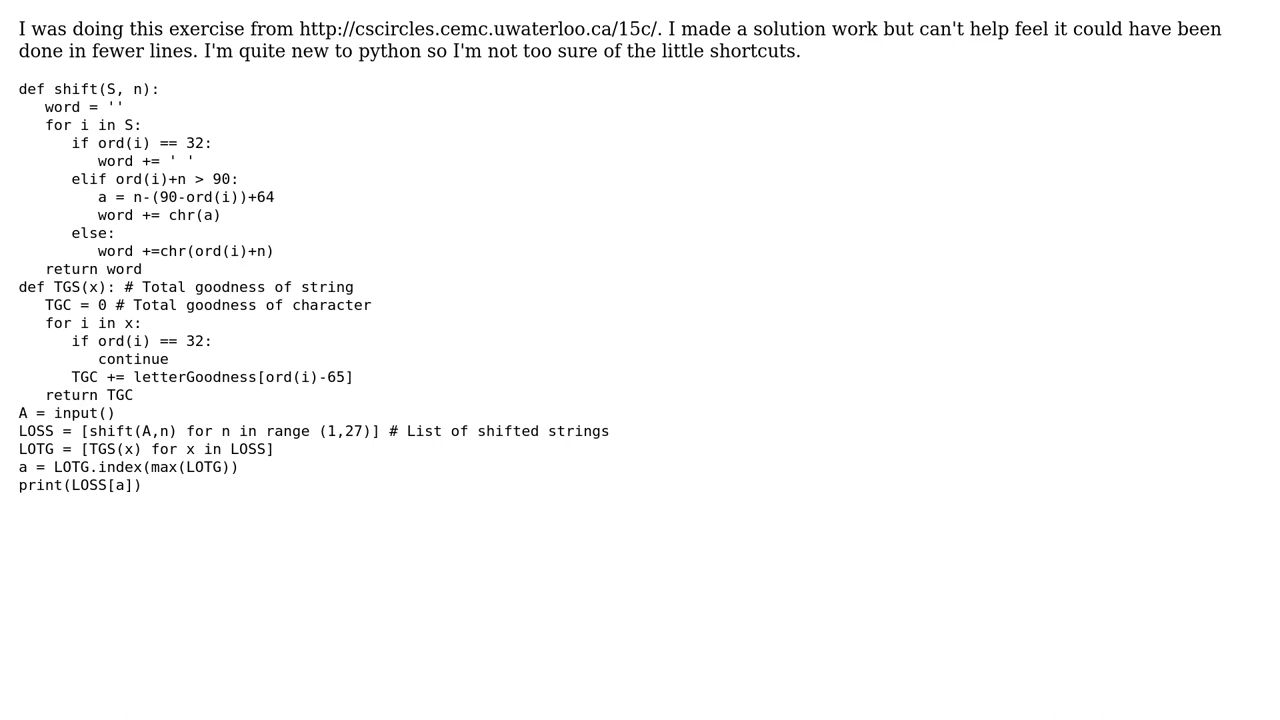 I was doing this exercise from http://cscircles.cemc.uwaterloo.ca/15c/. I made a solution work but can't help feel it could have been
done in fewer lines. I'm quite new to python so I'm not too sure of the little shortcuts.
def shift(S, n):
   word = ''
   for i in S:
      if ord(i) == 32:
         word += ' '
      elif ord(i)+n > 90:
         a = n-(90-ord(i))+64
         word += chr(a)
      else:
         word +=chr(ord(i)+n)
   return word
def TGS(x): # Total goodness of string
   TGC = 0 # Total goodness of character
   for i in x:
      if ord(i) == 32:
         continue
      TGC += letterGoodness[ord(i)-65]
   return TGC
A = input()
LOSS = [shift(A,n) for n in range (1,27)] # List of shifted strings
LOTG = [TGS(x) for x in LOSS]
a = LOTG.index(max(LOTG))
print(LOSS[a])